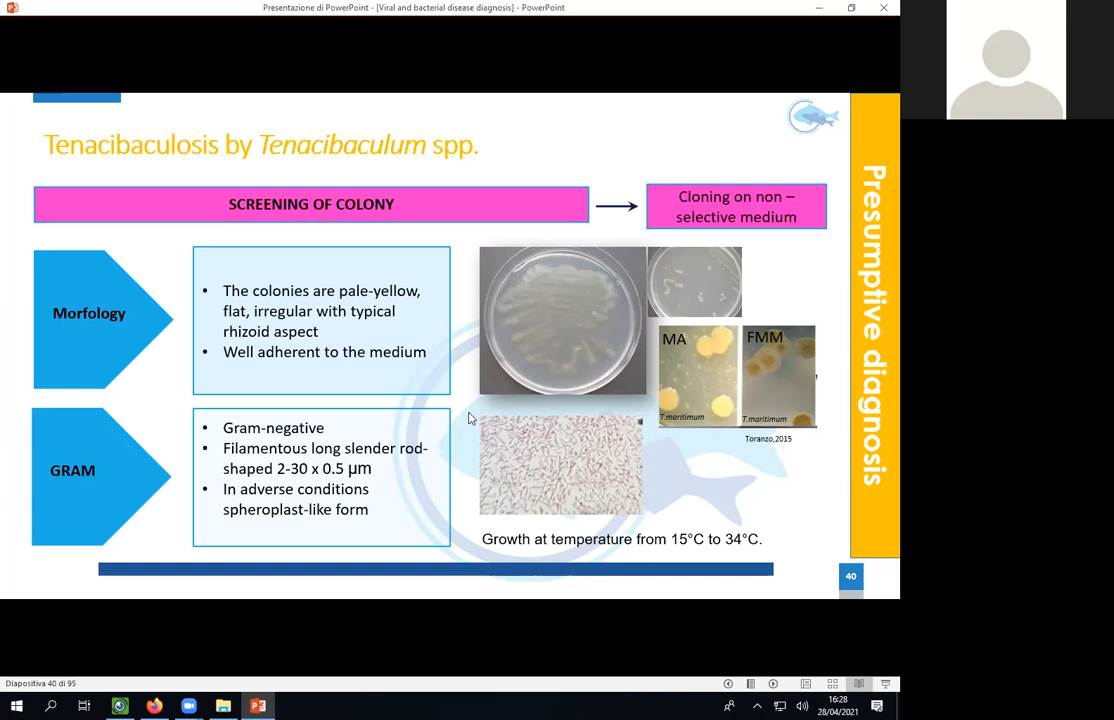 Presentazione di PowerPoint - [Viral and bacterial disease diagnosis] - PowerPoint
Tenacibaculosis by Tenacibaculum spp.
SCREENING OF COLONY
Cloning on non –
selective medium
Morfology
• The colonies are pale-yellow,
flat, irregular with typical
rhizoid aspect
• Well adherent to the medium
MA
FMM
T.maritimum
T.maritimum
Toranzo,2015
GRAM
• Gram-negative
• Filamentous long slender rod-
shaped 2-30 x 0.5 µm
• In adverse conditions
spheroplast-like form
Growth at temperature from 15°C to 34°C.
Presumptive diagnosis
40
Diapositiva 40 di 95
16:28
28/04/2021